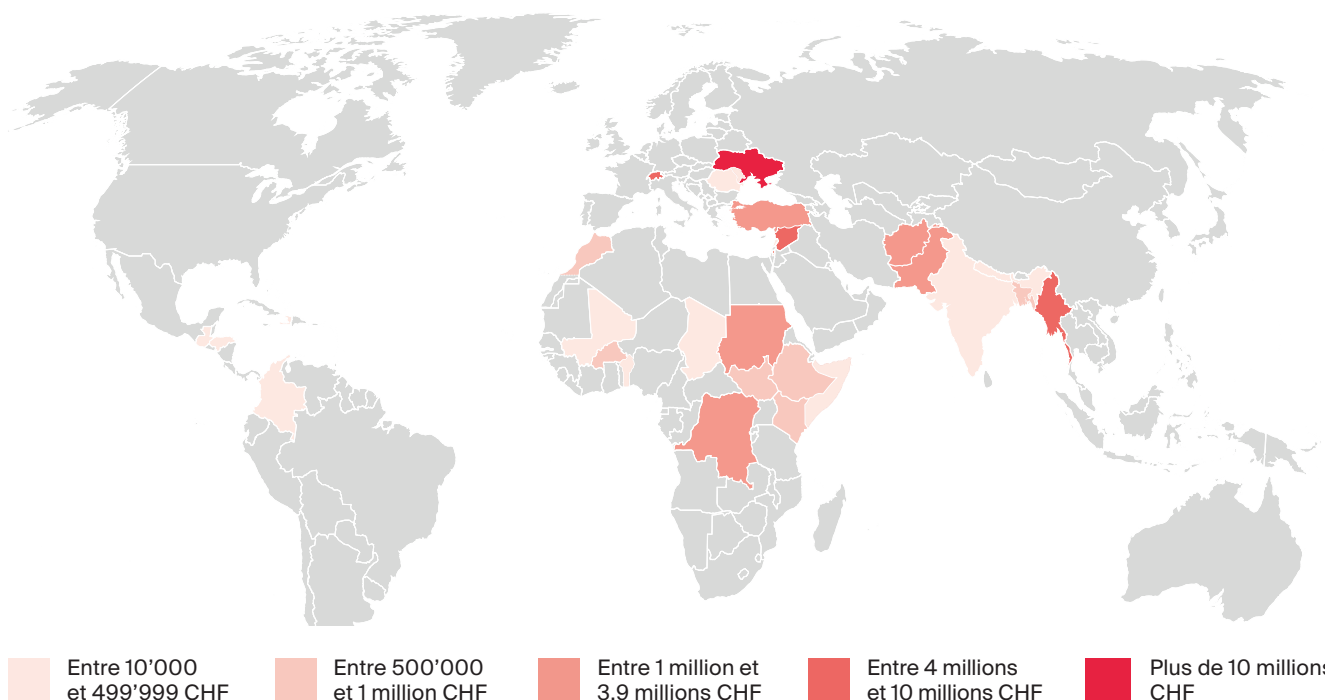 Entre 10’000
et 499’999 CHF
Entre 500’000
et 1 million CHF
Entre 1 million et
3,9 millions CHF
Entre 4 millions
et 10 millions CHF
Plus de 10 millions
CHF